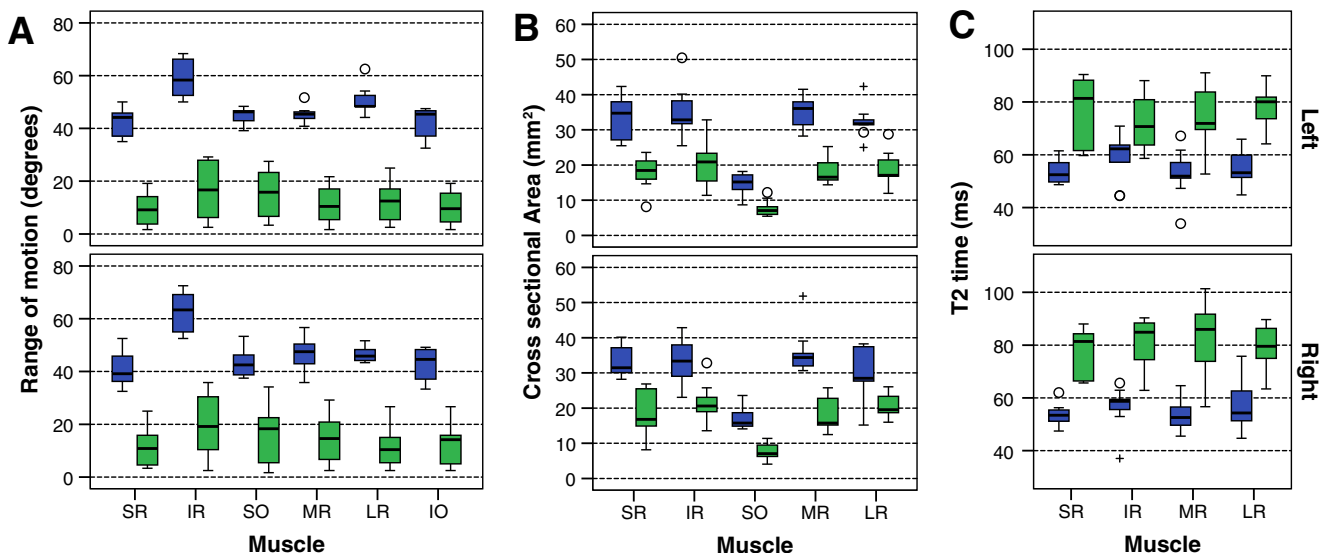 A
Range of motion (degrees)
80
60
40
20
0
80
60
40
20
0
SR IR SO MR LR IO
Muscle
B
Cross sectional Area (mm²)
60
50
40
30
20
10
0
60
50
40
30
20
10
0
SR IR SO MR LR
Muscle
C
T2 time (ms)
100
80
60
40
100
80
60
40
SR IR MR LR
Muscle
Left
Right